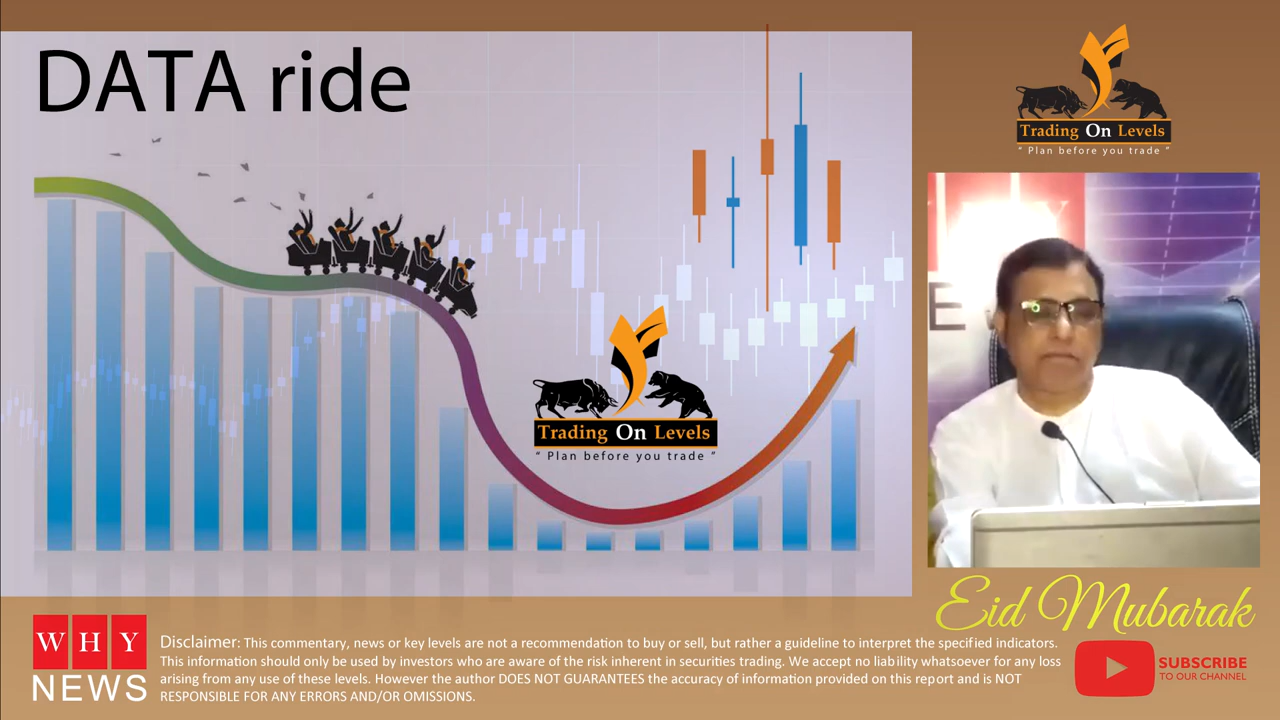 DATA ride
Trading On Levels
“ Plan before you trade ”
E
Trading On Levels
“ Plan before you trade ”
Eid Mubarak
WHY
NEWS
Disclaimer: This commentary, news or key levels are not a recommendation to buy or sell, but rather a guideline to interpret the specified indicators.
This information should only be used by investors who are aware of the risk inherent in securities trading. We accept no liability whatsoever for any loss
arising from any use of these levels. However the author DOES NOT GUARANTEES the accuracy of information provided on this report and is NOT
RESPONSIBLE FOR ANY ERRORS AND/OR OMISSIONS.
SUBSCRIBE
TO OUR CHANNEL